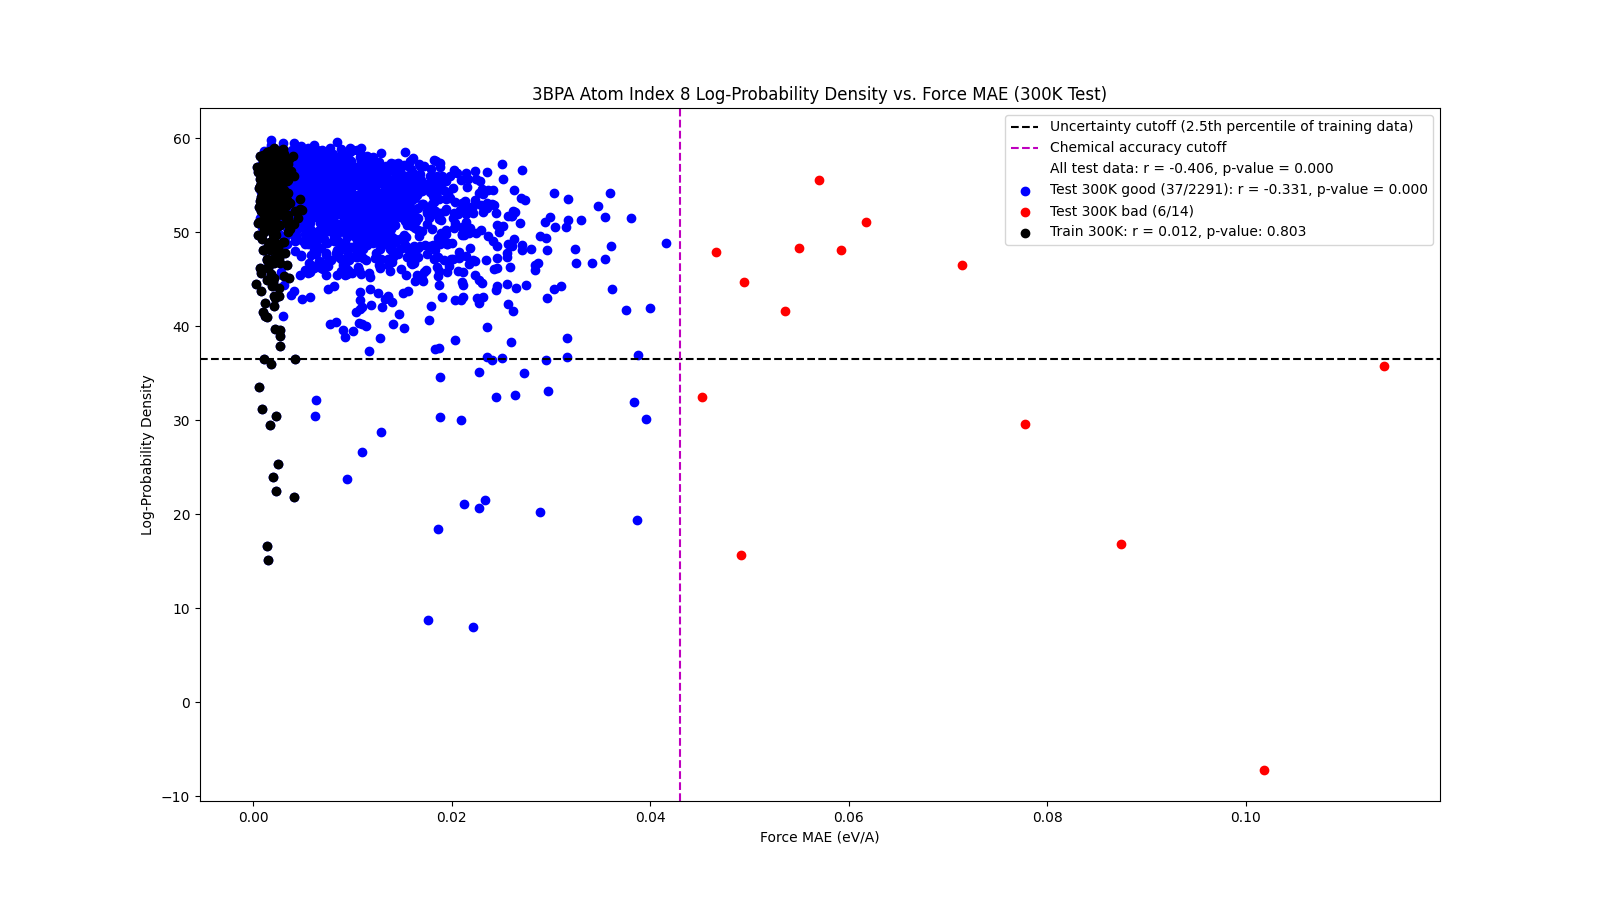 3BPA Atom Index 8 Log-Probability Density vs. Force MAE (300K Test)
Uncertainty cutoff (2.5th percentile of training data)
Chemical accuracy cutoff
All test data: r = -0.406, p-value = 0.000
Test 300K good (37/2291): r = -0.331, p-value = 0.000
Test 300K bad (6/14)
Train 300K: r = 0.012, p-value: 0.803
Log-Probability Density
60
50
40
30
20
10
0
−10
0.00
0.02
0.04
0.06
0.08
0.10
Force MAE (eV/A)